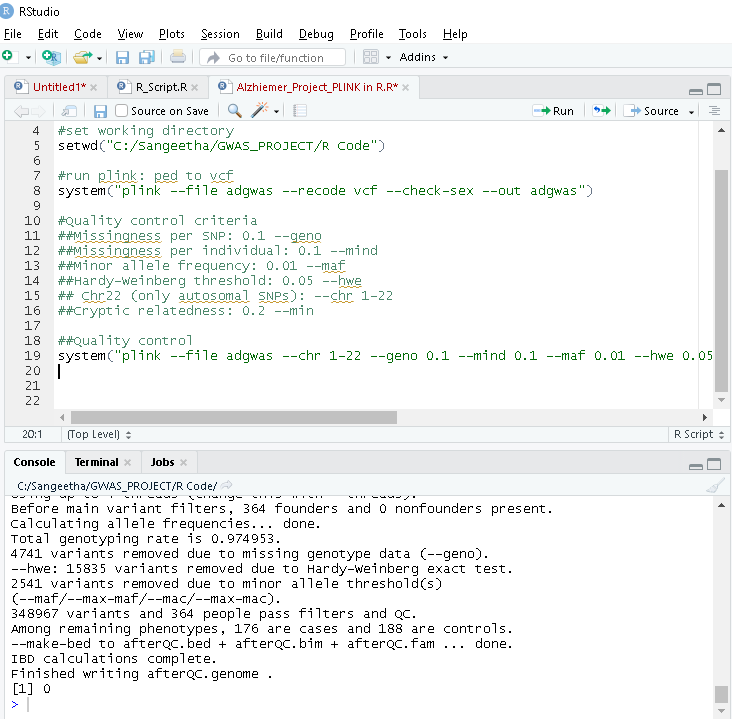 RStudio
File Edit Code View Plots Session Build Debug Profile Tools Help
Go to file/function Addins
Untitled1* R_Script.R Alzhiemer_Project_PLINK in R.R*
Source on Save Run Source
4 #set working directory
5 setwd("C:/Sangeetha/GWAS_PROJECT/R Code")
6
7 #run plink: ped to vcf
8 system("plink --file adgwas --recode vcf --check-sex --out adgwas")
9
10 #Quality control criteria
11 ##Missingness per SNP: 0.1 --geno
12 ##Missingness per individual: 0.1 --mind
13 ##Minor allele frequency: 0.01 --maf
14 ##Hardy-Weinberg threshold: 0.05 --hwe
15 ## Chr22 (only autosomal SNPs): --chr 1-22
16 ##Cryptic relatedness: 0.2 --min
17
18 ##Quality control
19 system("plink --file adgwas --chr 1-22 --geno 0.1 --mind 0.1 --maf 0.01 --hwe 0.05
20
21
22
20:1 (Top Level) R Script
Console Terminal Jobs
C:/Sangeetha/GWAS_PROJECT/R Code/
Before main variant filters, 364 founders and 0 nonfounders present.
Calculating allele frequencies... done.
Total genotyping rate is 0.974953.
4741 variants removed due to missing genotype data (--geno).
--hwe: 15835 variants removed due to Hardy-Weinberg exact test.
2541 variants removed due to minor allele threshold(s)
(--maf/--max-maf/--mac/--max-mac).
348967 variants and 364 people pass filters and QC.
Among remaining phenotypes, 176 are cases and 188 are controls.
--make-bed to afterQC.bed + afterQC.bim + afterQC.fam ... done.
IBD calculations complete.
Finished writing afterQC.genome .
[1] 0
>